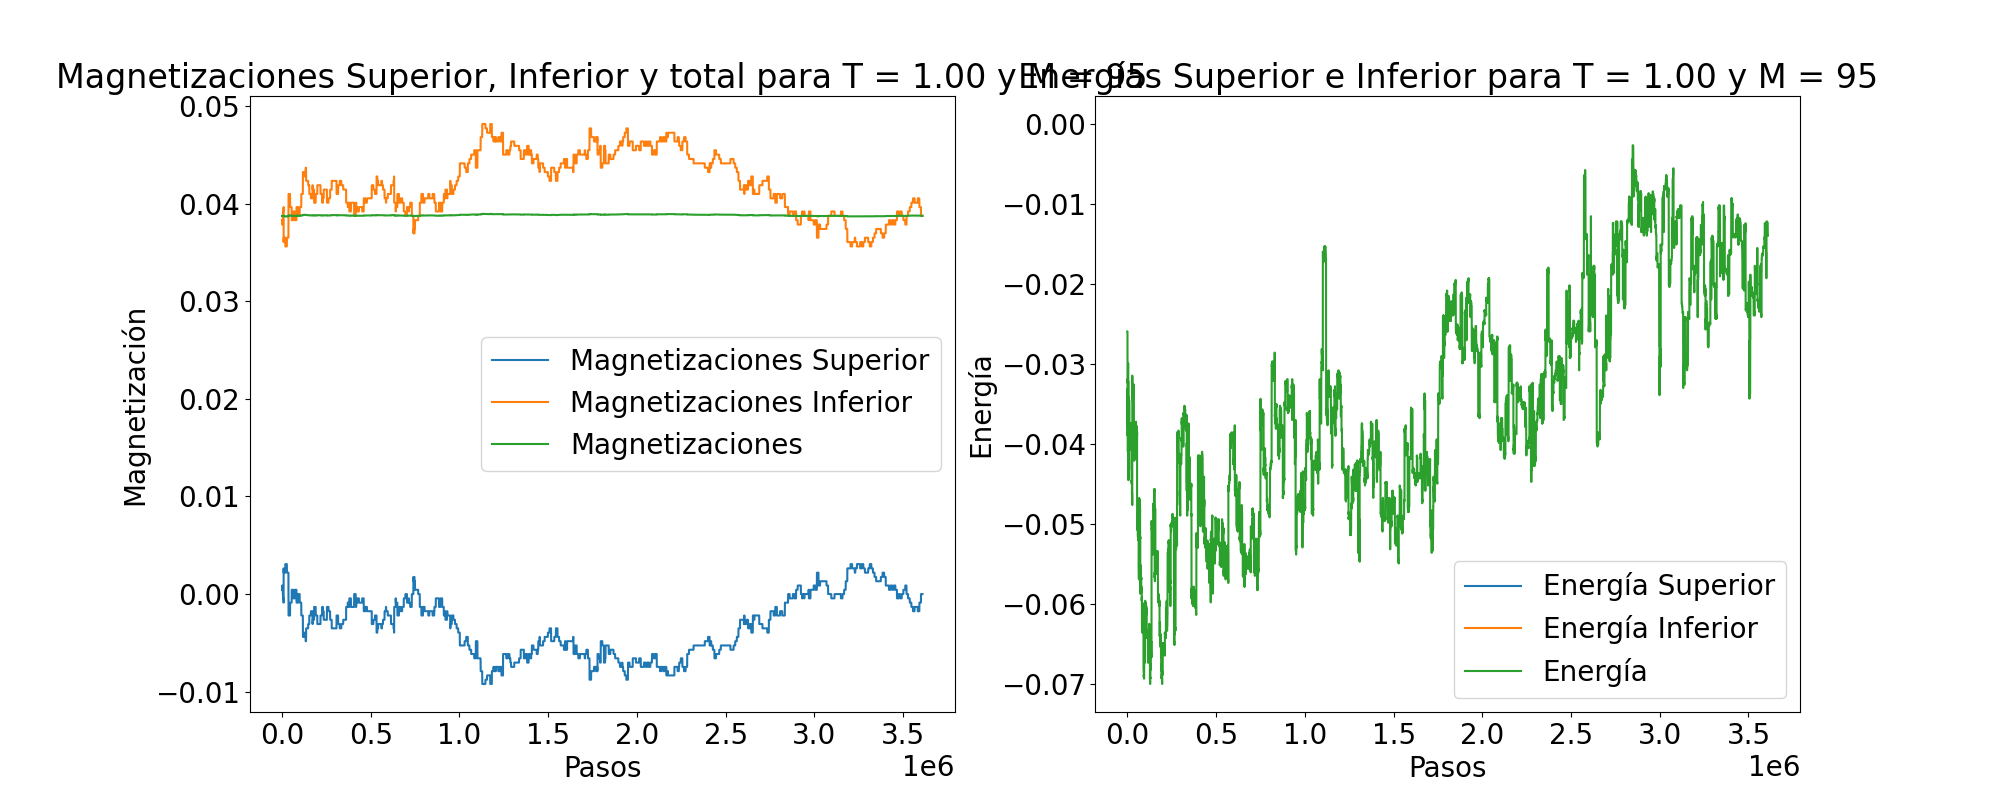 Magnetizaciones Superior, Inferior y total para T = 1.00 y M = 95
Energías Superior e Inferior para T = 1.00 y M = 95
Magnetización
0.05
0.04
0.03
0.02
0.01
0.00
−0.01
Magnetizaciones Superior
Magnetizaciones Inferior
Magnetizaciones
0.0 0.5 1.0 1.5 2.0 2.5 3.0 3.5
1e6
Pasos
Energía
0.00
−0.01
−0.02
−0.03
−0.04
−0.05
−0.06
−0.07
Energía Superior
Energía Inferior
Energía
0.0 0.5 1.0 1.5 2.0 2.5 3.0 3.5
1e6
Pasos